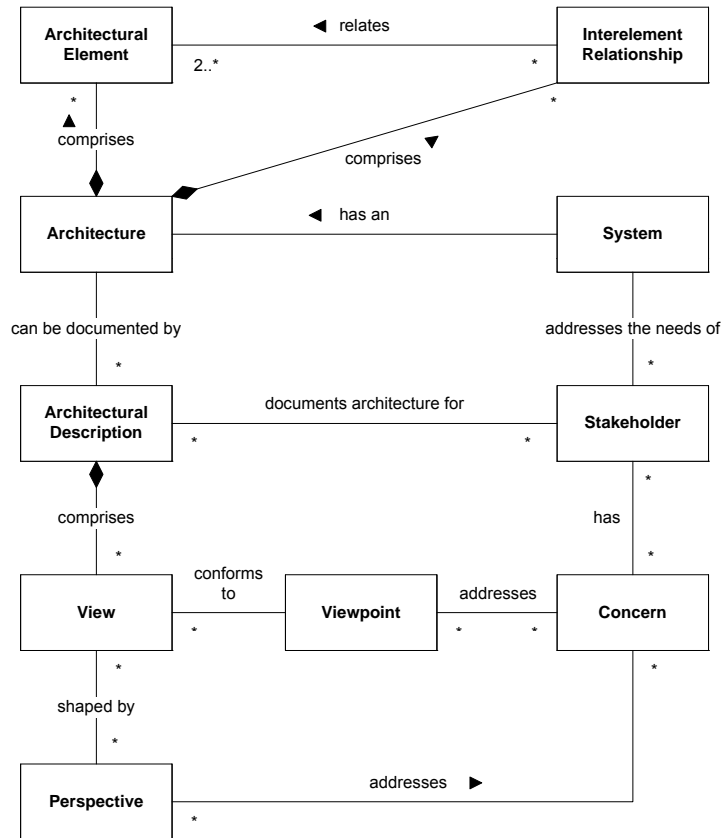 Architectural
Element
◄ relates
Interelement
Relationship
2..*
*
*
▲
comprises
*
comprises ▲
Architecture
◄ has an
System
can be documented by
addresses the needs of
*
*
Architectural
Description
documents architecture for
Stakeholder
*
*
*
comprises
has
*
*
View
conforms
to
Viewpoint
addresses
Concern
*
*
*
*
*
shaped by
*
Perspective
addresses ►
*